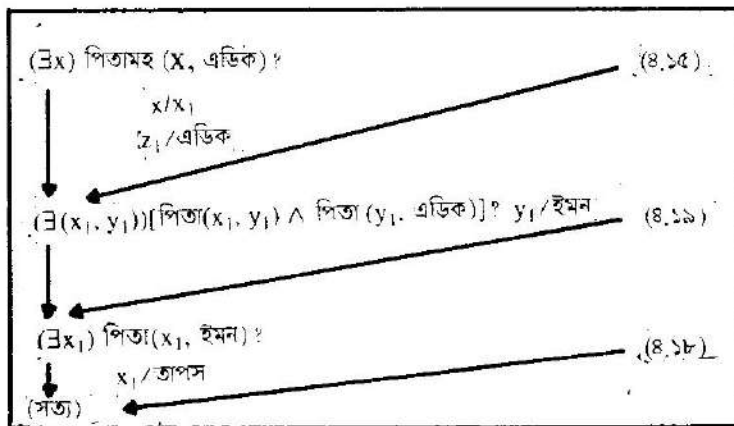 (∃x) পিতামহ (x, এডিক)? (৪.১৫)
x/x₁
z₁/এডিক
(∃(x₁, y₁))[পিতা(x₁, y₁) ∧ পিতা (y₁, এডিক)]? y₁/ইমন (৪.১৯)
(∃x₁) পিতা(x₁, ইমন)? (৪.১৮)
x₁/তাপস
(সত্য)